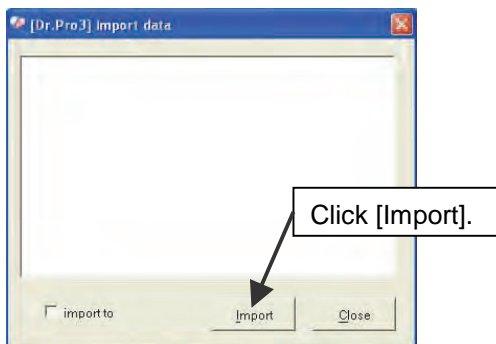 [Dr.Pro3] Import data
Click [Import].
import to
Import
Close